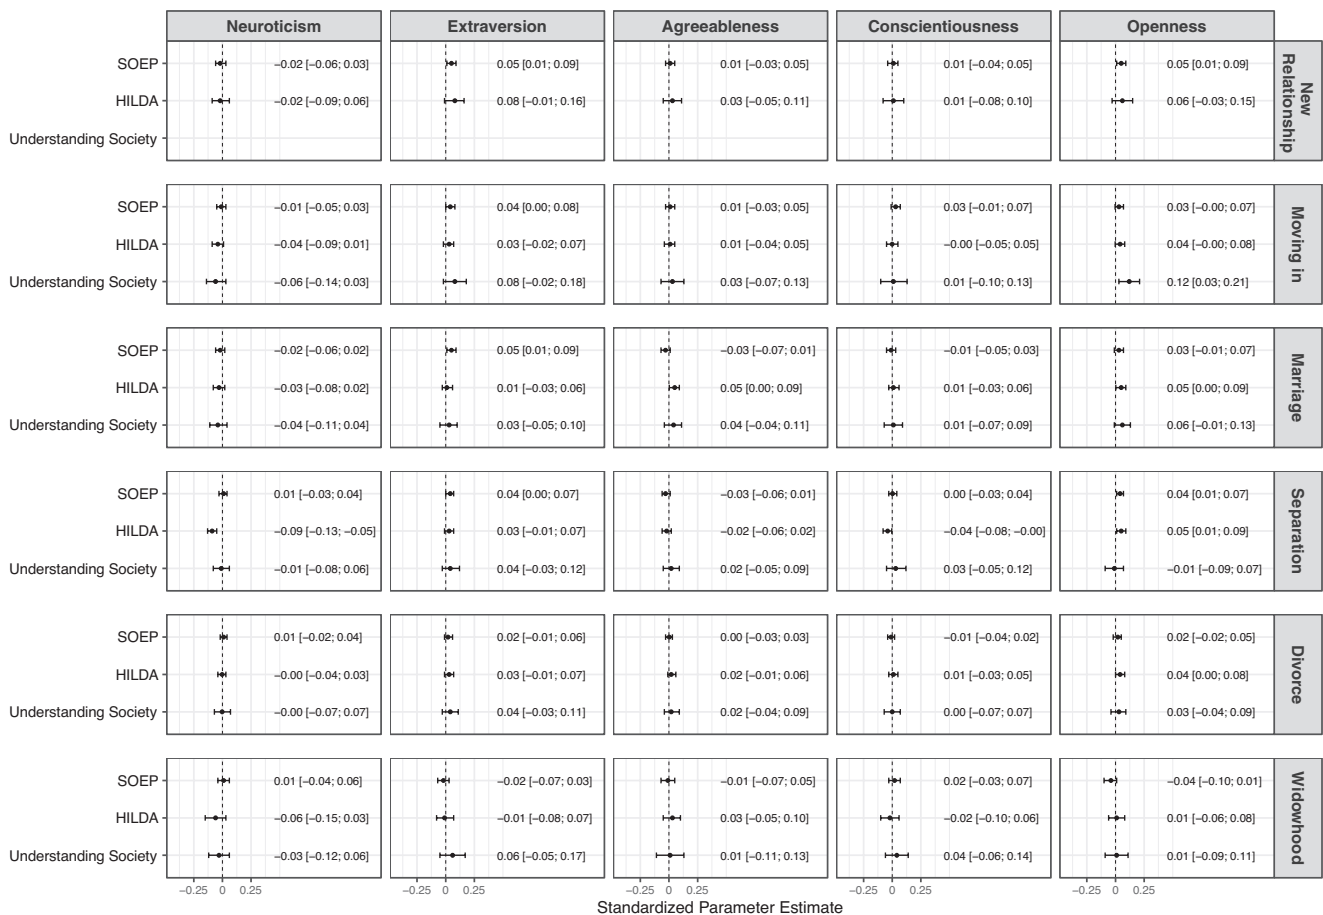 Neuroticism Extraversion Agreeableness Conscientiousness Openness
SOEP −0.02 [−0.06; 0.03] 0.05 [0.01; 0.09] 0.01 [−0.03; 0.05] 0.01 [−0.04; 0.05] 0.05 [0.01; 0.09]
HILDA −0.02 [−0.09; 0.06] 0.08 [−0.01; 0.16] 0.03 [−0.05; 0.11] 0.01 [−0.08; 0.10] 0.06 [−0.03; 0.15]
Understanding Society
New
Relationship
SOEP −0.01 [−0.05; 0.03] 0.04 [0.00; 0.08] 0.01 [−0.03; 0.05] 0.03 [−0.01; 0.07] 0.03 [−0.00; 0.07]
HILDA −0.04 [−0.09; 0.01] 0.03 [−0.02; 0.07] 0.01 [−0.04; 0.05] −0.00 [−0.05; 0.05] 0.04 [−0.00; 0.08]
Understanding Society −0.06 [−0.14; 0.03] 0.08 [−0.02; 0.18] 0.03 [−0.07; 0.13] 0.01 [−0.10; 0.13] 0.12 [0.03; 0.21]
Moving in
SOEP −0.02 [−0.06; 0.02] 0.05 [0.01; 0.09] −0.03 [−0.07; 0.01] −0.01 [−0.05; 0.03] 0.03 [−0.01; 0.07]
HILDA −0.03 [−0.08; 0.02] 0.01 [−0.03; 0.06] 0.05 [0.00; 0.09] 0.01 [−0.03; 0.06] 0.05 [0.00; 0.09]
Understanding Society −0.04 [−0.11; 0.04] 0.03 [−0.05; 0.10] 0.04 [−0.04; 0.11] 0.01 [−0.07; 0.09] 0.06 [−0.01; 0.13]
Marriage
SOEP 0.01 [−0.03; 0.04] 0.04 [0.00; 0.07] −0.03 [−0.06; 0.01] 0.00 [−0.03; 0.04] 0.04 [0.01; 0.07]
HILDA −0.09 [−0.13; −0.05] 0.03 [−0.01; 0.07] −0.02 [−0.06; 0.02] −0.04 [−0.08; −0.00] 0.05 [0.01; 0.09]
Understanding Society −0.01 [−0.08; 0.06] 0.04 [−0.03; 0.12] 0.02 [−0.05; 0.09] 0.03 [−0.05; 0.12] −0.01 [−0.09; 0.07]
Separation
SOEP 0.01 [−0.02; 0.04] 0.02 [−0.01; 0.06] 0.00 [−0.03; 0.03] −0.01 [−0.04; 0.02] 0.02 [−0.02; 0.05]
HILDA −0.00 [−0.04; 0.03] 0.03 [−0.01; 0.07] 0.02 [−0.01; 0.06] 0.01 [−0.03; 0.05] 0.04 [0.00; 0.08]
Understanding Society −0.00 [−0.07; 0.07] 0.04 [−0.03; 0.11] 0.02 [−0.04; 0.09] 0.00 [−0.07; 0.07] 0.03 [−0.04; 0.09]
Divorce
SOEP 0.01 [−0.04; 0.06] −0.02 [−0.07; 0.03] −0.01 [−0.07; 0.05] 0.02 [−0.03; 0.07] −0.04 [−0.10; 0.01]
HILDA −0.06 [−0.15; 0.03] −0.01 [−0.08; 0.07] 0.03 [−0.05; 0.10] −0.02 [−0.10; 0.06] 0.01 [−0.06; 0.08]
Understanding Society −0.03 [−0.12; 0.06] 0.06 [−0.05; 0.17] 0.01 [−0.11; 0.13] 0.04 [−0.06; 0.14] 0.01 [−0.09; 0.11]
Widowhood
−0.25 0 0.25 −0.25 0 0.25 −0.25 0 0.25 −0.25 0 0.25 −0.25 0 0.25
Standardized Parameter Estimate